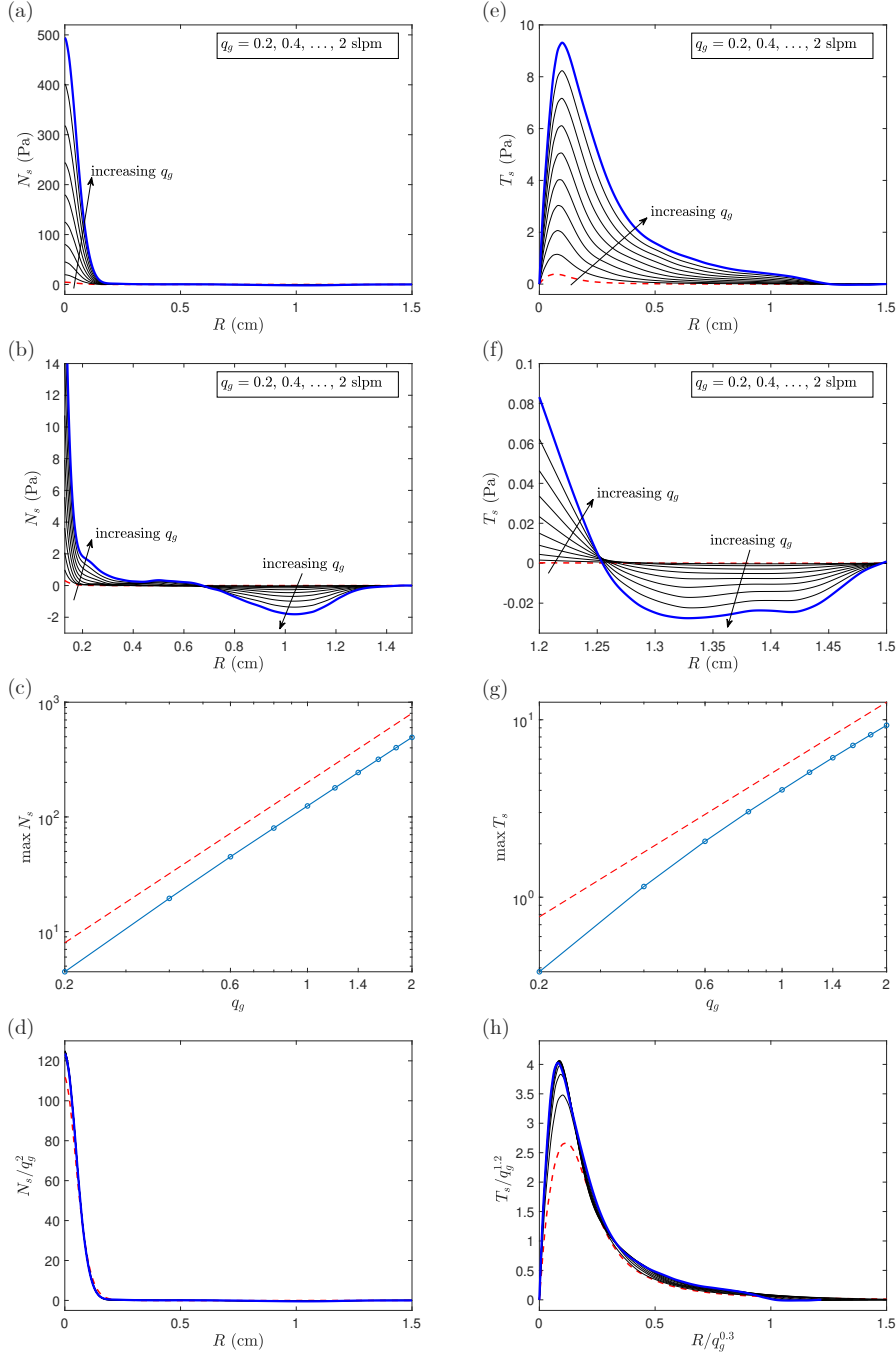 (a)
500
400
300
200
100
0
N_s (Pa)
q_g = 0.2, 0.4, ..., 2 slpm
increasing q_g
0
0.5
1
1.5
R (cm)
(e)
10
8
6
4
2
0
T_s (Pa)
q_g = 0.2, 0.4, ..., 2 slpm
increasing q_g
0
0.5
1
1.5
R (cm)
(b)
14
12
10
8
6
4
2
0
-2
N_s (Pa)
q_g = 0.2, 0.4, ..., 2 slpm
increasing q_g
increasing q_g
0.2
0.4
0.6
0.8
1
1.2
1.4
R (cm)
(f)
0.1
0.08
0.06
0.04
0.02
0
-0.02
T_s (Pa)
q_g = 0.2, 0.4, ..., 2 slpm
increasing q_g
increasing q_g
1.2
1.25
1.3
1.35
1.4
1.45
1.5
R (cm)
(c)
10^3
10^2
10^1
max N_s
0.2
0.6
1
1.4
2
q_g
(g)
10^1
10^0
max T_s
0.2
0.6
1
1.4
2
q_g
(d)
120
100
80
60
40
20
0
N_s/q_g^2
0
0.5
1
1.5
R (cm)
(h)
4
3.5
3
2.5
2
1.5
1
0.5
0
T_s/q_g^{1.2}
0
0.5
1
1.5
R/q_g^{0.3}